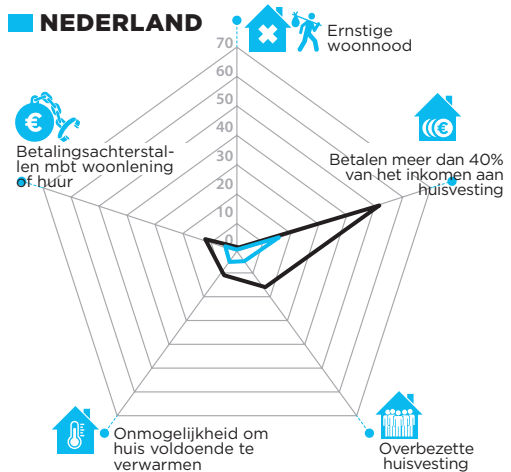 NEDERLAND
Ernstige
woonnood
70
60
50
40
30
20
10
0
Betalingsachterstal-
len mbt woonlening
of huur
Betalen meer dan 40%
van het inkomen aan
huisvesting
Onmogelijkheid om
huis voldoende te
verwarmen
Overbezette
huisvesting